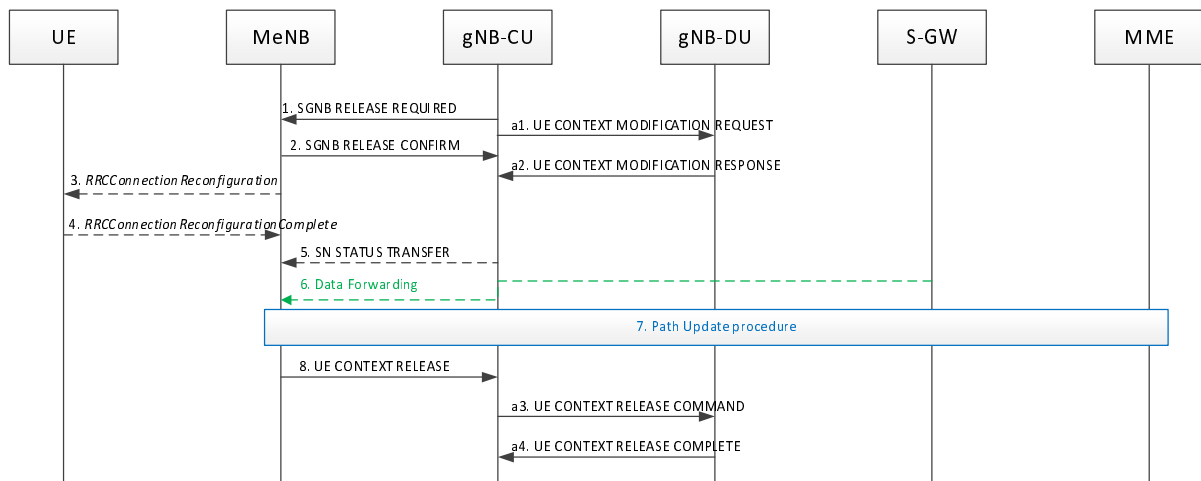 UE
MeNB
gNB-CU
gNB-DU
S-GW
MME
1. SGNB RELEASE REQUIRED
a1. UE CONTEXT MODIFICATION REQUEST
2. SGNB RELEASE CONFIRM
a2. UE CONTEXT MODIFICATION RESPONSE
3. RRCConnectionReconfiguration
4. RRCConnectionReconfigurationComplete
5. SN STATUS TRANSFER
6. Data Forwarding
7. Path Update procedure
8. UE CONTEXT RELEASE
a3. UE CONTEXT RELEASE COMMAND
a4. UE CONTEXT RELEASE COMPLETE